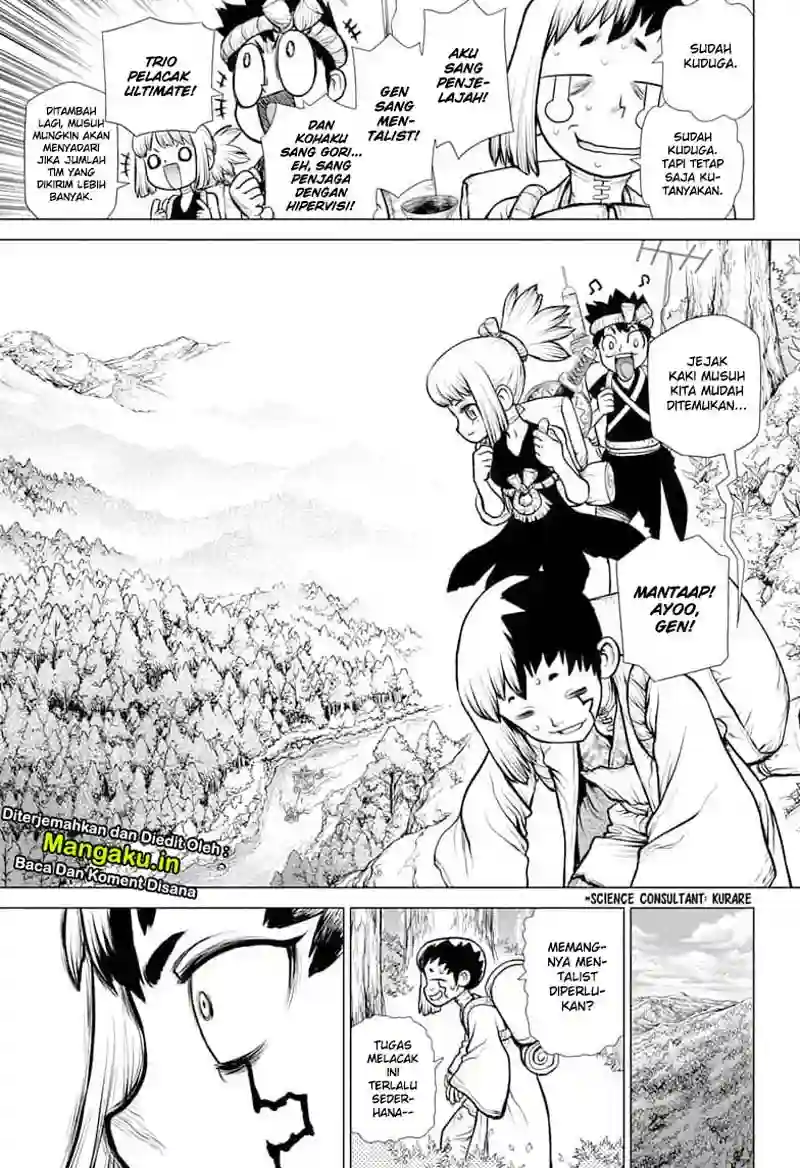 SUDAH
KUDUGA.
SUDAH
KUDUGA.
TAPI TETAP
SAJA KU-
TANYAKAN.
AKU
SANG
PENJE-
LAJAH!
GEN
SANG
MEN-
TALIST!
DAN
KOHAKU
SANG GORI...
EH, SANG
PENJAGA
DENGAN
HIPERVISI!
TRIO
PELACAK
ULTIMATE!
DITAMBAH
LAGI, MUSUH
MUNGKIN AKAN
MENYADARI
JIKA JUMLAH
TIM YANG
DIKIRIM LEBIH
BANYAK.
JEJAK
KAKI MUSUH
KITA MUDAH
DITEMUKAN...
MANTAAP!
AYOO,
GEN!
Diterjemahkan dan Diedit Oleh :
Mangaku.in
Baca Dan Koment Disana
*SCIENCE CONSULTANT: KURARE
MEMANG-
NYA MEN-
TALIST
DIPERLU-
KAN?
TUGAS
MELACAK
INI
TERLALU
SEDER-
HANA--